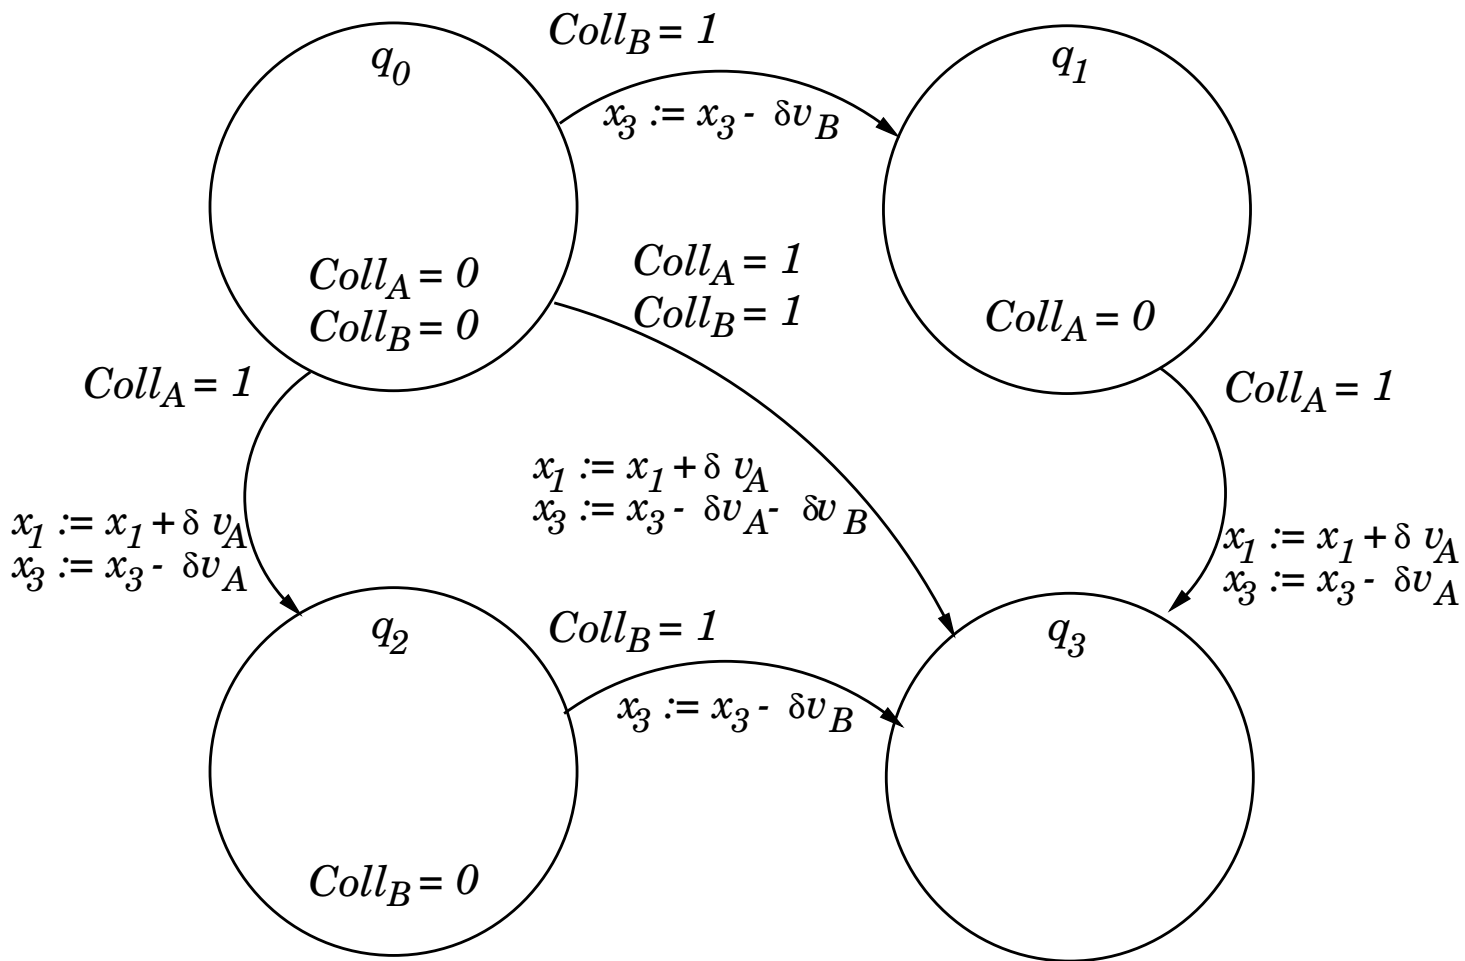 Coll_B = 1
q_0
q_1
x_3 := x_3 - δv_B
Coll_A = 0
Coll_B = 0
Coll_A = 1
Coll_B = 1
Coll_A = 0
Coll_A = 1
Coll_A = 1
x_1 := x_1 + δ v_A
x_3 := x_3 - δv_A - δv_B
x_1 := x_1 + δ v_A
x_3 := x_3 - δv_A
x_1 := x_1 + δ v_A
x_3 := x_3 - δv_A
q_2
Coll_B = 1
q_3
x_3 := x_3 - δv_B
Coll_B = 0